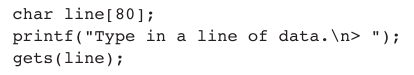 char line[80];
printf("Type in a line of data.\n> ");
gets(line);